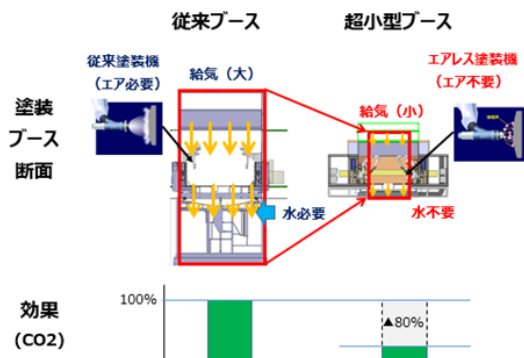 従来ブース
超小型ブース
従来塗装機
（エア必要）
給気（大）
エアレス塗装機
（エア不要）
給気（小）
塗装
ブース
断面
水必要
水不要
効果
(CO2)
100%
▲80%